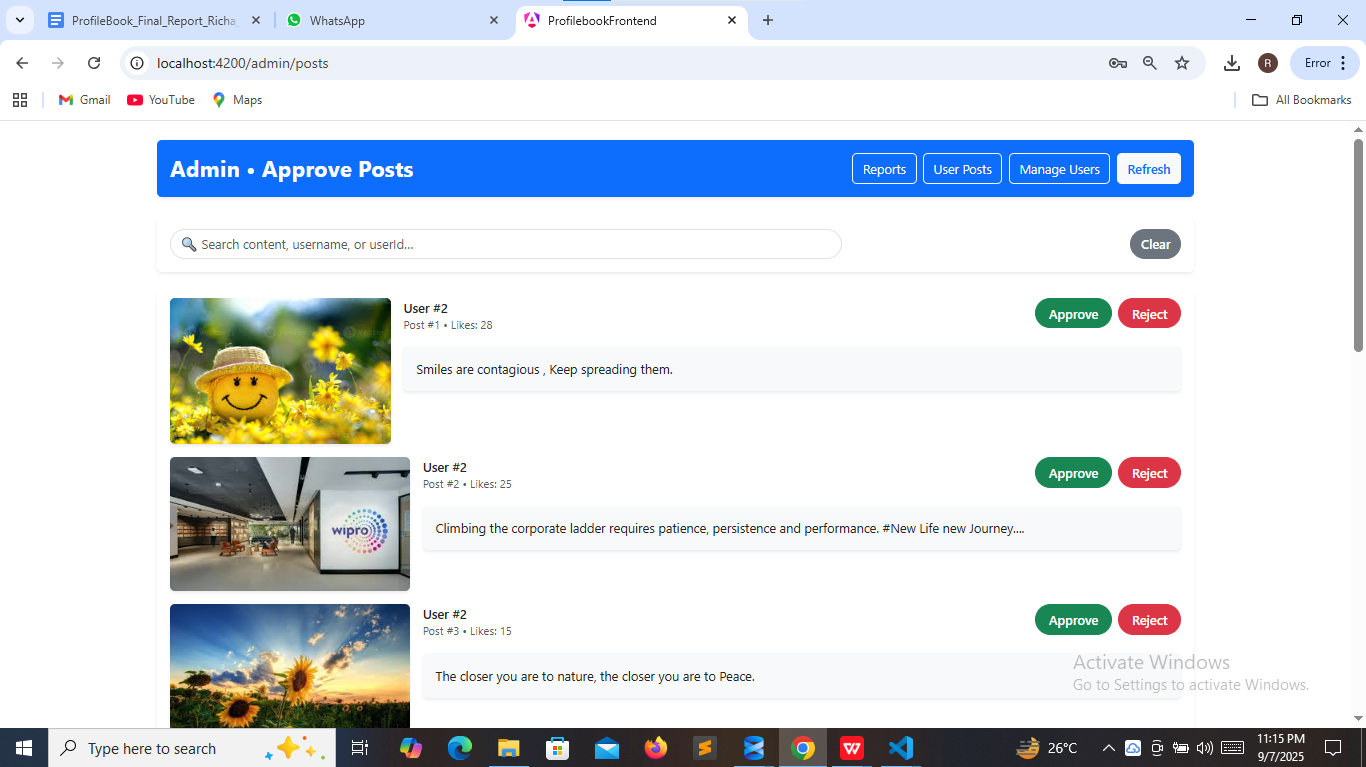 ProfileBook_Final_Report_Richa
WhatsApp
ProfilebookFrontend
localhost:4200/admin/posts
R
Error
Gmail
YouTube
Maps
All Bookmarks
Admin • Approve Posts
Reports
User Posts
Manage Users
Refresh
🔍 Search content, username, or userId...
Clear
User #2
Post #1 • Likes: 28
Approve
Reject
Smiles are contagious , Keep spreading them.
User #2
Post #2 • Likes: 25
Approve
Reject
wipro
Climbing the corporate ladder requires patience, persistence and performance. #New Life new Journey....
User #2
Post #3 • Likes: 15
Approve
Reject
The closer you are to nature, the closer you are to Peace.
Activate Windows
Go to Settings to activate Windows.
Type here to search
26°C
11:15 PM
9/7/2025